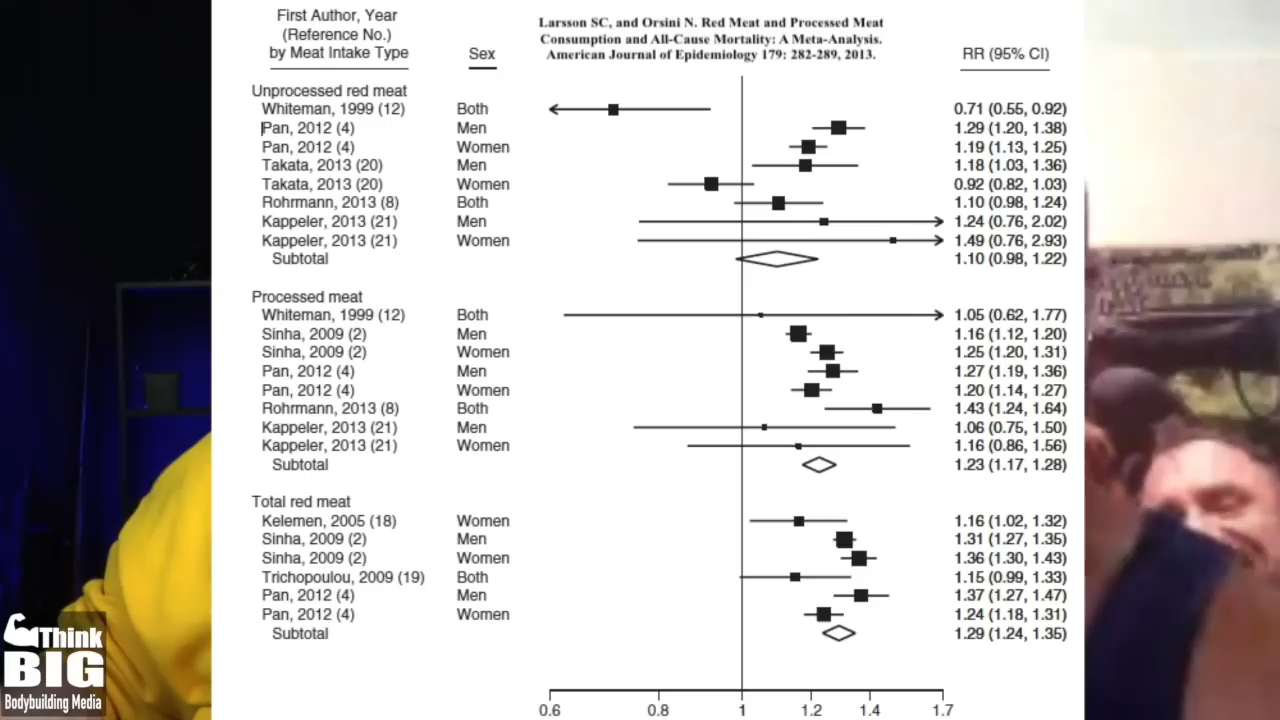 First Author, Year
(Reference No.)
by Meat Intake Type
Sex
Larsson SC, and Orsini N. Red Meat and Processed Meat
Consumption and All-Cause Mortality: A Meta-Analysis.
American Journal of Epidemiology 179: 282-289, 2013.
RR (95% CI)
Unprocessed red meat
Whiteman, 1999 (12) Both 0.71 (0.55, 0.92)
Pan, 2012 (4) Men 1.29 (1.20, 1.38)
Pan, 2012 (4) Women 1.19 (1.13, 1.25)
Takata, 2013 (20) Men 1.18 (1.03, 1.36)
Takata, 2013 (20) Women 0.92 (0.82, 1.03)
Rohrmann, 2013 (8) Both 1.10 (0.98, 1.24)
Kappeler, 2013 (21) Men 1.24 (0.76, 2.02)
Kappeler, 2013 (21) Women 1.49 (0.76, 2.93)
Subtotal 1.10 (0.98, 1.22)
Processed meat
Whiteman, 1999 (12) Both 1.05 (0.62, 1.77)
Sinha, 2009 (2) Men 1.16 (1.12, 1.20)
Sinha, 2009 (2) Women 1.25 (1.20, 1.31)
Pan, 2012 (4) Men 1.27 (1.19, 1.36)
Pan, 2012 (4) Women 1.20 (1.14, 1.27)
Rohrmann, 2013 (8) Both 1.43 (1.24, 1.64)
Kappeler, 2013 (21) Men 1.06 (0.75, 1.50)
Kappeler, 2013 (21) Women 1.16 (0.86, 1.56)
Subtotal 1.23 (1.17, 1.28)
Total red meat
Kelemen, 2005 (18) Women 1.16 (1.02, 1.32)
Sinha, 2009 (2) Men 1.31 (1.27, 1.35)
Sinha, 2009 (2) Women 1.36 (1.30, 1.43)
Trichopoulou, 2009 (19) Both 1.15 (0.99, 1.33)
Pan, 2012 (4) Men 1.37 (1.27, 1.47)
Pan, 2012 (4) Women 1.24 (1.18, 1.31)
Subtotal 1.29 (1.24, 1.35)
0.6 0.8 1 1.2 1.4 1.7
Think
BIG
Bodybuilding Media